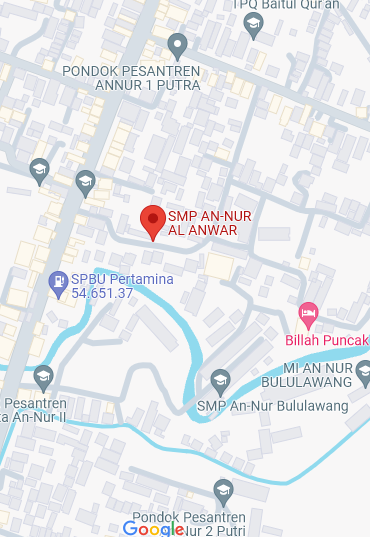 TPQ Baitul Qur'an
PONDOK PESANTREN
ANNUR 1 PUTRA
SMP AN-NUR
AL ANWAR
SPBU Pertamina
54.651.37
Billah Puncak
MI AN NUR
BULULAWANG
Pesantren
ta An-Nur II
SMP An-Nur Bululawang
Pondok Pesantren
Nur 2 Putri
Google